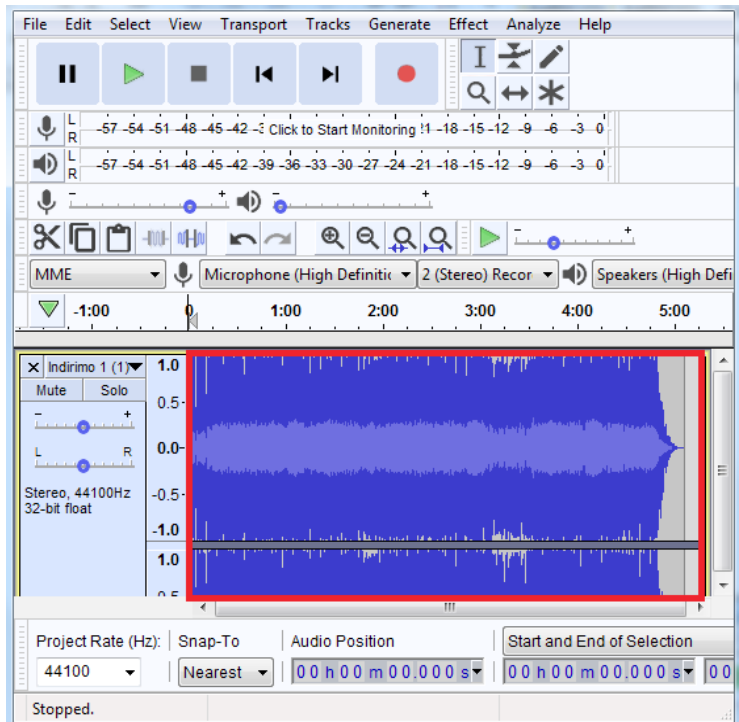 File Edit Select View Transport Tracks Generate Effect Analyze Help
L
R
-57 -54 -51 -48 -45 -42 -3 Click to Start Monitoring !1 -18 -15 -12 -9 -6 -3 0
L
R
-57 -54 -51 -48 -45 -42 -39 -36 -33 -30 -27 -24 -21 -18 -15 -12 -9 -6 -3 0
- + - +
- +
MME Microphone (High Definitic 2 (Stereo) Recor Speakers (High Defi
-1:00 0 1:00 2:00 3:00 4:00 5:00
Indirimo 1 (1)
Mute Solo
- +
L R
Stereo, 44100Hz
32-bit float
1.0
0.5-
0.0-
-0.5-
-1.0
1.0
Project Rate (Hz): Snap-To Audio Position Start and End of Selection
44100 Nearest 00 h 00 m 00.000 s 00 h 00 m 00.000 s 00
Stopped.